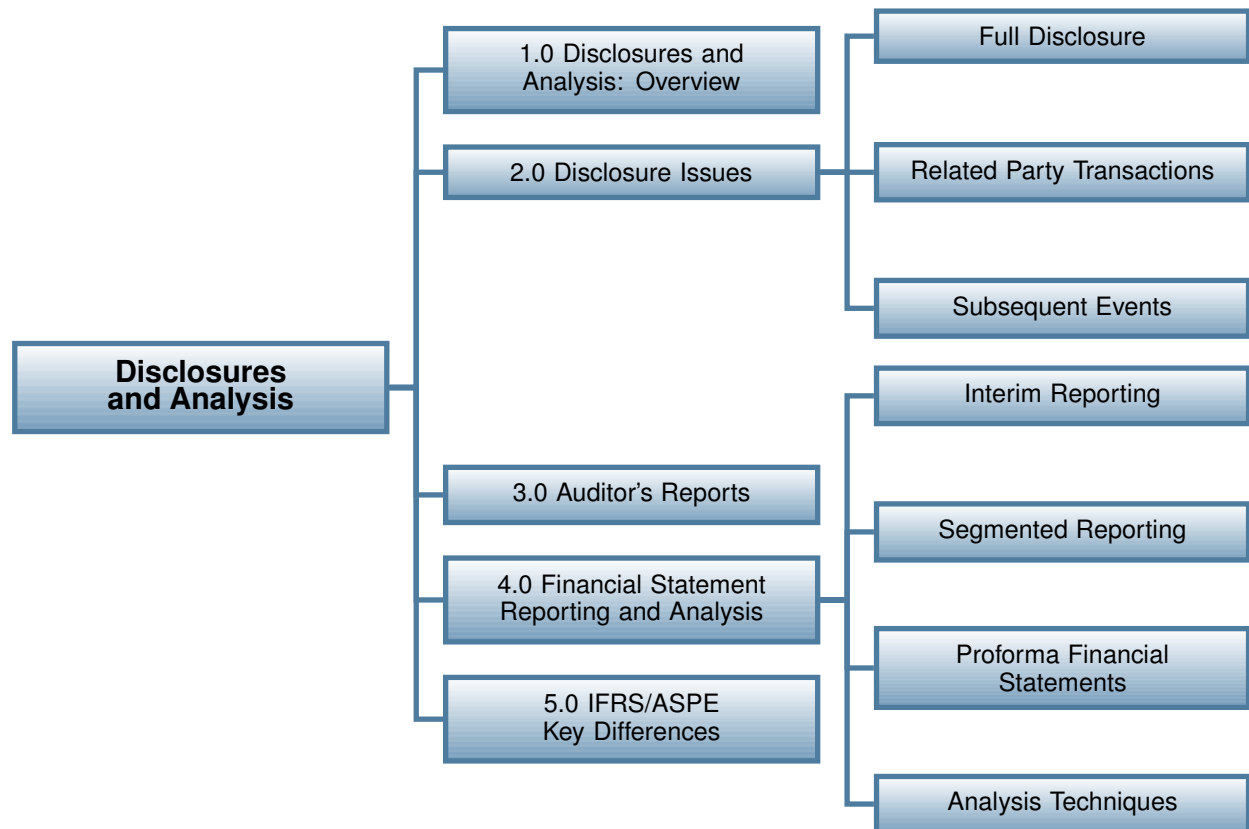 Disclosures
and Analysis
1.0 Disclosures and
Analysis: Overview
2.0 Disclosure Issues
Full Disclosure
Related Party Transactions
Subsequent Events
3.0 Auditor's Reports
4.0 Financial Statement
Reporting and Analysis
Interim Reporting
Segmented Reporting
Proforma Financial
Statements
Analysis Techniques
5.0 IFRS/ASPE
Key Differences